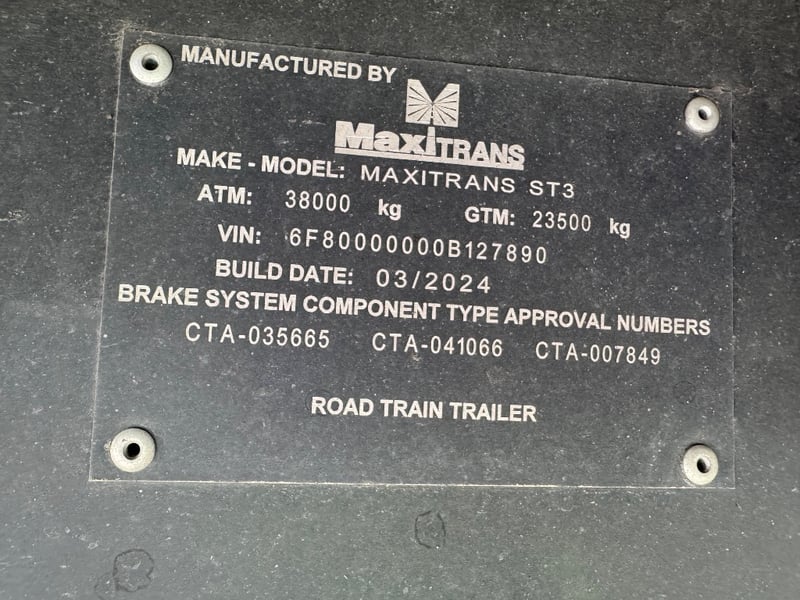 MANUFACTURED BY
MaxiTRANS
MAKE - MODEL: MAXITRANS ST3
ATM: 38000 kg GTM: 23500 kg
VIN: 6F80000000B127890
BUILD DATE: 03/2024
BRAKE SYSTEM COMPONENT TYPE APPROVAL NUMBERS
CTA-035665 CTA-041066 CTA-007849
ROAD TRAIN TRAILER